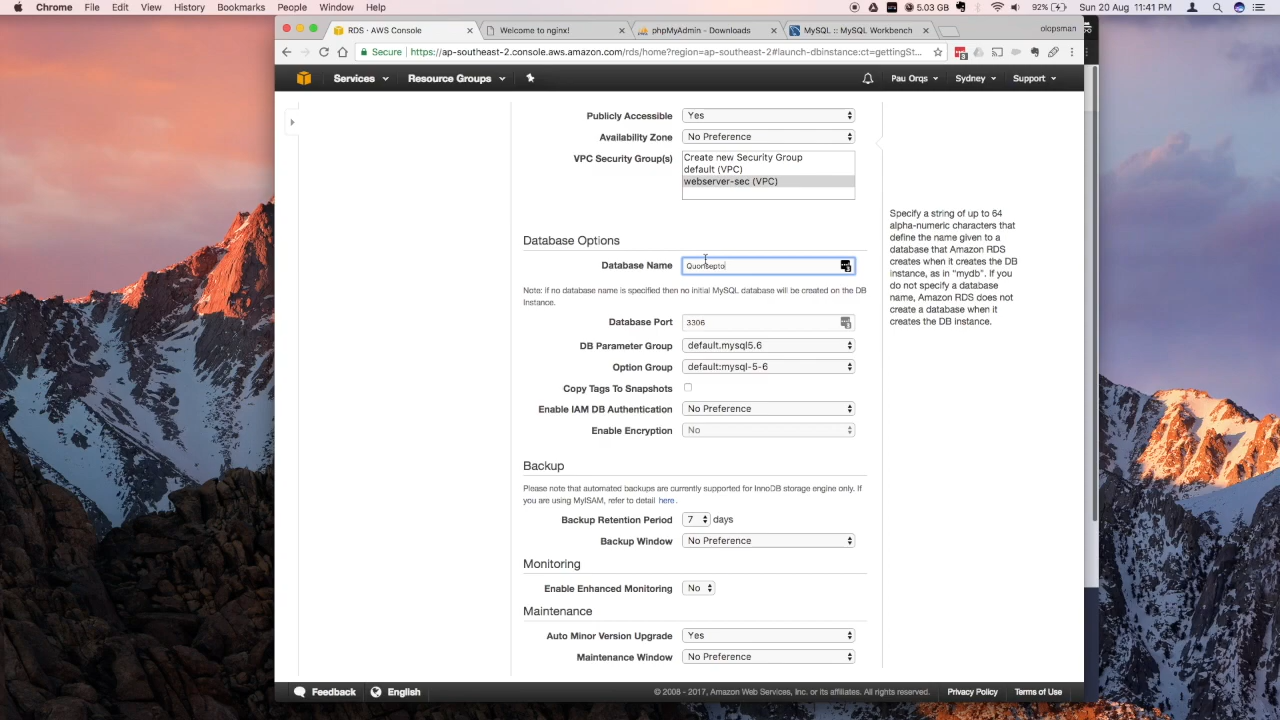 Chrome File Edit View History Bookmarks People Window Help 5.03 GB 92% Sun 20 Aug 4:11 PM
RDS · AWS Console × Welcome to nginx! × phpMyAdmin - Downloads × MySQL :: MySQL Workbench × olopsman
Secure https://ap-southeast-2.console.aws.amazon.com/rds/home?region=ap-southeast-2#launch-dbinstance:ct=gettingSt...
Services Resource Groups Pau Orqs Sydney Support
Publicly Accessible Yes
Availability Zone No Preference
VPC Security Group(s) Create new Security Group
default (VPC)
webserver-sec (VPC)
Database Options
Database Name
Note: if no database name is specified then no initial MySQL database will be created on the DB
Instance.
Database Port 3306
DB Parameter Group default.mysql5.6
Option Group default:mysql-5-6
Copy Tags To Snapshots
Enable IAM DB Authentication No Preference
Enable Encryption No
Backup
Please note that automated backups are currently supported for InnoDB storage engine only. If
you are using MyISAM, refer to detail here .
Backup Retention Period 7 days
Backup Window No Preference
Monitoring
Enable Enhanced Monitoring No
Maintenance
Auto Minor Version Upgrade Yes
Maintenance Window No Preference
Specify a string of up to 64
alpha-numeric characters that
define the name given to a
database that Amazon RDS
creates when it creates the DB
instance, as in "mydb". If you
do not specify a database
name, Amazon RDS does not
create a database when it
creates the DB instance.
Feedback English © 2008 - 2017, Amazon Web Services, Inc. or its affiliates. All rights reserved. Privacy Policy Terms of Use